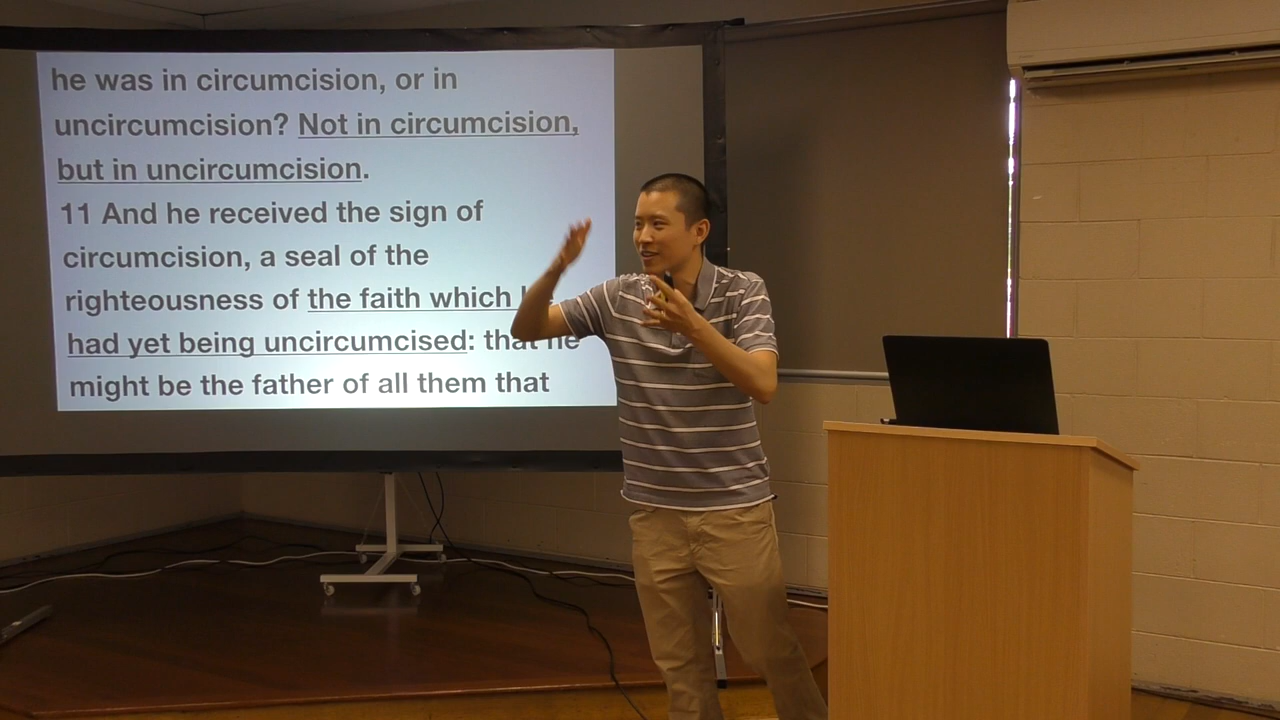 he was in circumcision, or in
uncircumcision? Not in circumcision,
but in uncircumcision.
11 And he received the sign of
circumcision, a seal of the
righteousness of the faith which he
had yet being uncircumcised: that he
might be the father of all them that